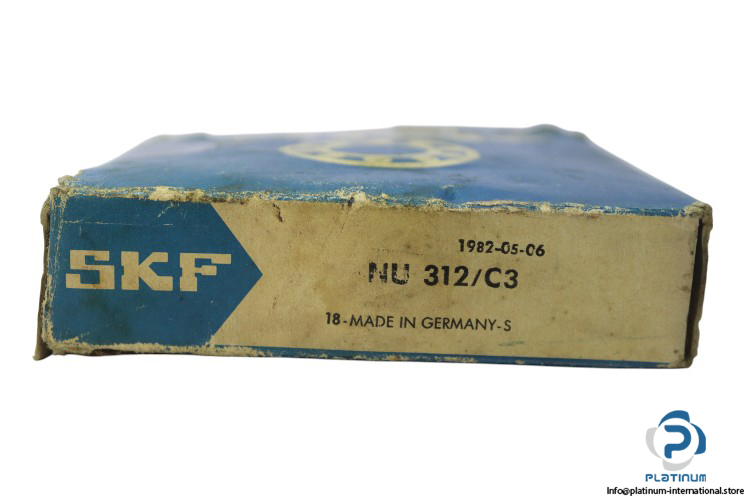 SKF
1982-05-06
NU 312/C3
18-MADE IN GERMANY-S
PLATINUM
Info@platinum-international.store